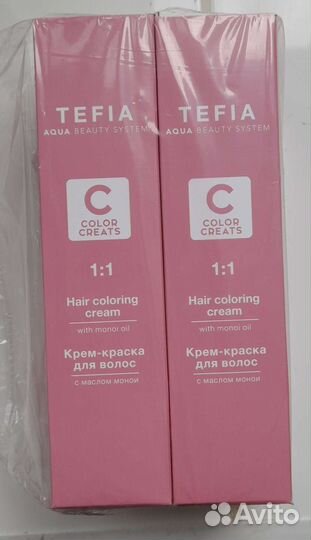 TEFIA
AQUA BEAUTY SYSTEM
C
COLOR
CREATS
1:1
Hair coloring
cream
with monoi oil
Крем-краска
для волос
с маслом монои
TEFIA
AQUA BEAUTY SYSTEM
C
COLOR
CREATS
1:1
Hair coloring
cream
with monoi oil
Крем-краска
для волос
с маслом монои
Avito